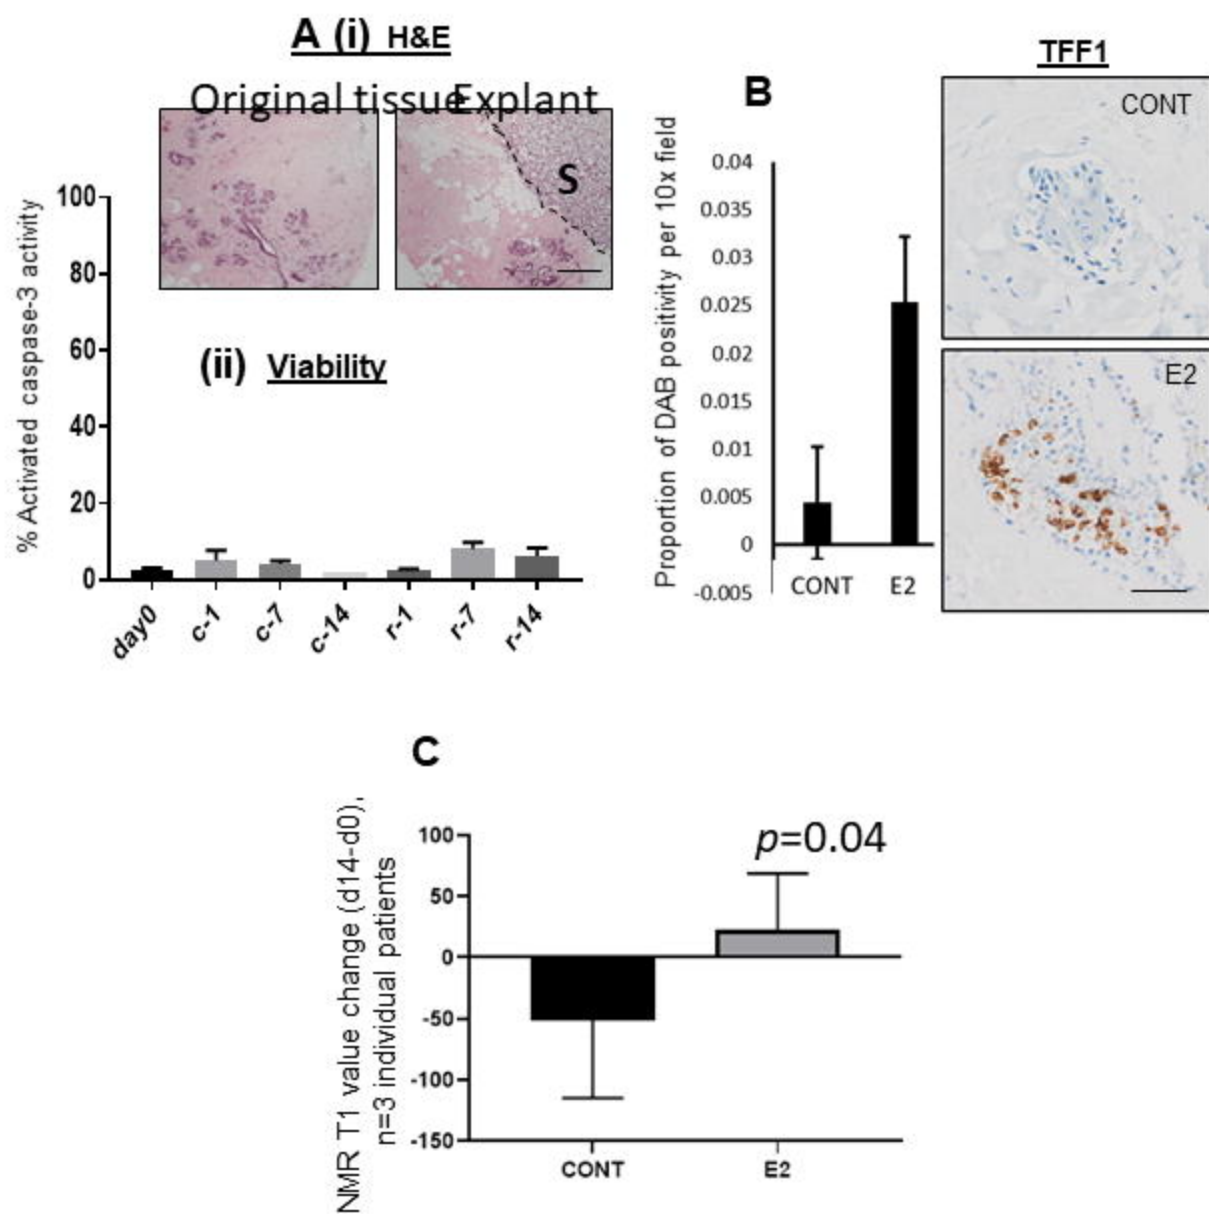 A (i) H&E
Original tissue
Explant
S
% Activated caspase-3 activity
100
80
60
40
20
0
(ii) Viability
day0
c-1
c-7
c-14
r-1
r-7
r-14
B
TFF1
CONT
E2
Proportion of DAB positivity per 10x field
0.04
0.035
0.03
0.025
0.02
0.015
0.01
0.005
0
-0.005
CONT
E2
C
NMR T1 value change (d14-d0),
n=3 individual patients
p=0.04
100
50
0
-50
-100
-150
CONT
E2